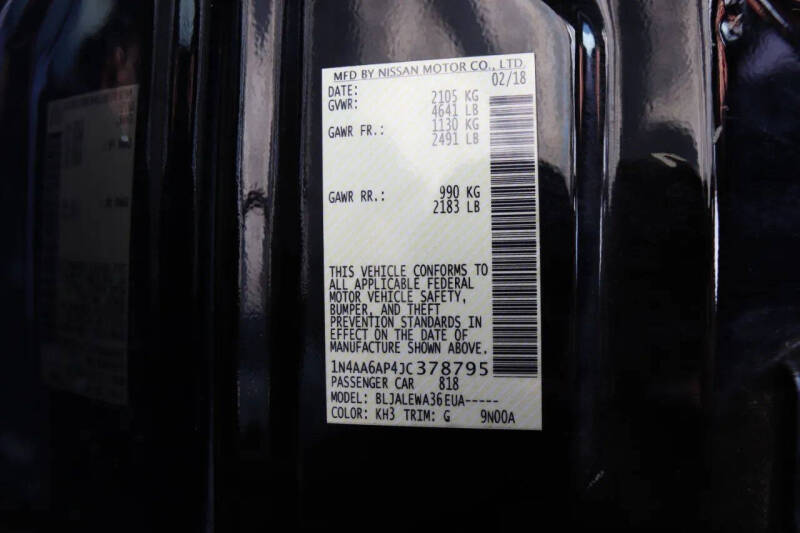 MFD BY NISSAN MOTOR CO., LTD.
DATE: 02/18
GVWR: 2105 KG
4641 LB
GAWR FR.: 1130 KG
2491 LB
GAWR RR.: 990 KG
2183 LB
THIS VEHICLE CONFORMS TO
ALL APPLICABLE FEDERAL
MOTOR VEHICLE SAFETY,
BUMPER, AND THEFT
PREVENTION STANDARDS IN
EFFECT ON THE DATE OF
MANUFACTURE SHOWN ABOVE.
1N4AA6AP4JC378795
PASSENGER CAR 818
MODEL: BLJALEWA36EUA-----
COLOR: KH3 TRIM: G 9N00A